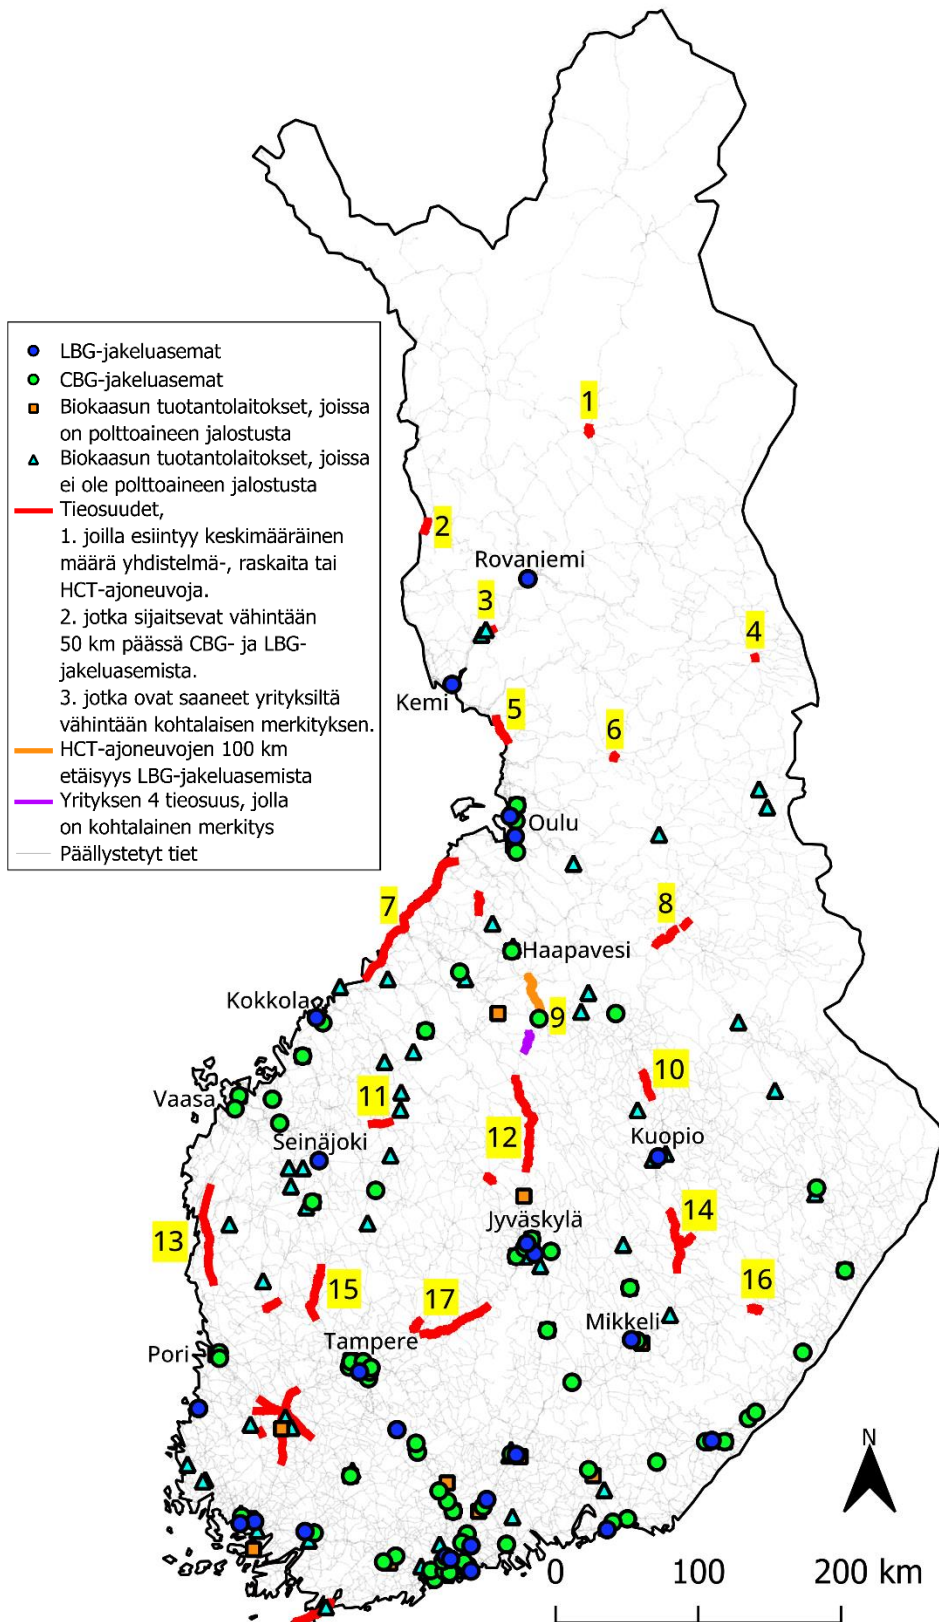 LBG-jakeluasemat
CBG-jakeluasemat
Biokaasun tuotantolaitokset, joissa
on polttoaineen jalostusta
Biokaasun tuotantolaitokset, joissa
ei ole polttoaineen jalostusta
Tieosuudet,
1. joilla esiintyy keskimääräinen
määrä yhdistelmä-, raskaita tai
HCT-ajoneuvoja.
2. jotka sijaitsevat vähintään
50 km päässä CBG- ja LBG-
jakeluasemista.
3. jotka ovat saaneet yrityksiltä
vähintään kohtalaisen merkityksen.
HCT-ajoneuvojen 100 km
etäisyys LBG-jakeluasemista
Yrityksen 4 tieosuus, jolla
on kohtalainen merkitys
Päällystetyt tiet
1
2
Rovaniemi
3
4
Kemi
5
6
Oulu
7
8
Haapavesi
Kokkola
9
10
Vaasa
11
12
Kuopio
Seinäjoki
13
Jyväskylä
14
15
16
17
Mikkeli
Tampere
Pori
N
0 100 200 km